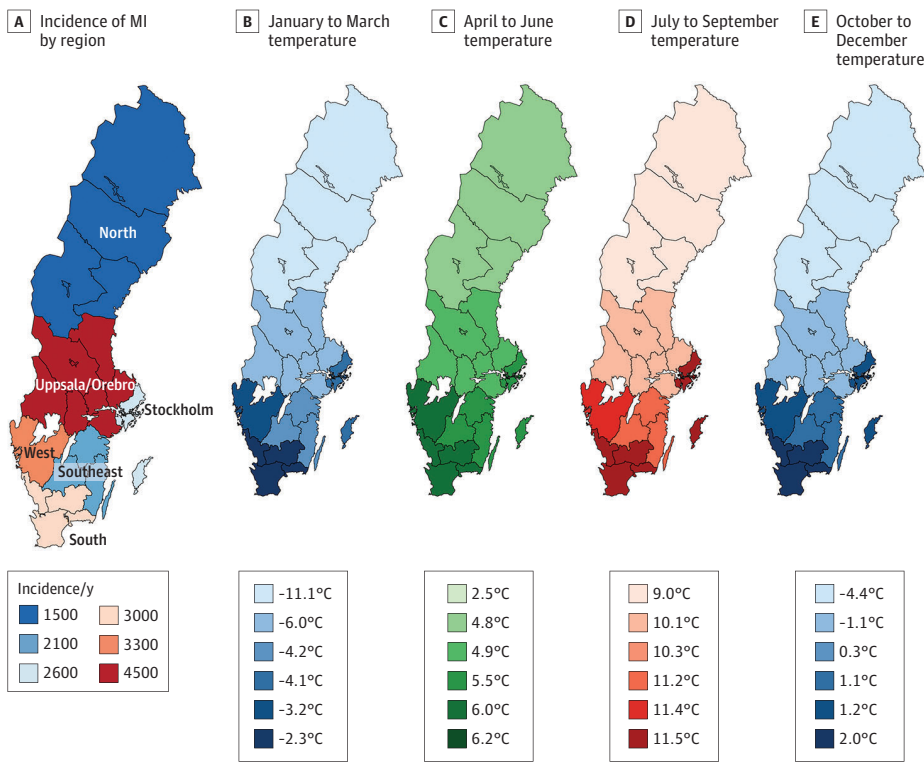 A Incidence of MI
by region
B January to March
temperature
C April to June
temperature
D July to September
temperature
E October to
December
temperature
North
Uppsala/Orebro
Stockholm
West
Southeast
South
Incidence/y
1500 3000
2100 3300
2600 4500
-11.1°C
-6.0°C
-4.2°C
-4.1°C
-3.2°C
-2.3°C
2.5°C
4.8°C
4.9°C
5.5°C
6.0°C
6.2°C
9.0°C
10.1°C
10.3°C
11.2°C
11.4°C
11.5°C
-4.4°C
-1.1°C
0.3°C
1.1°C
1.2°C
2.0°C